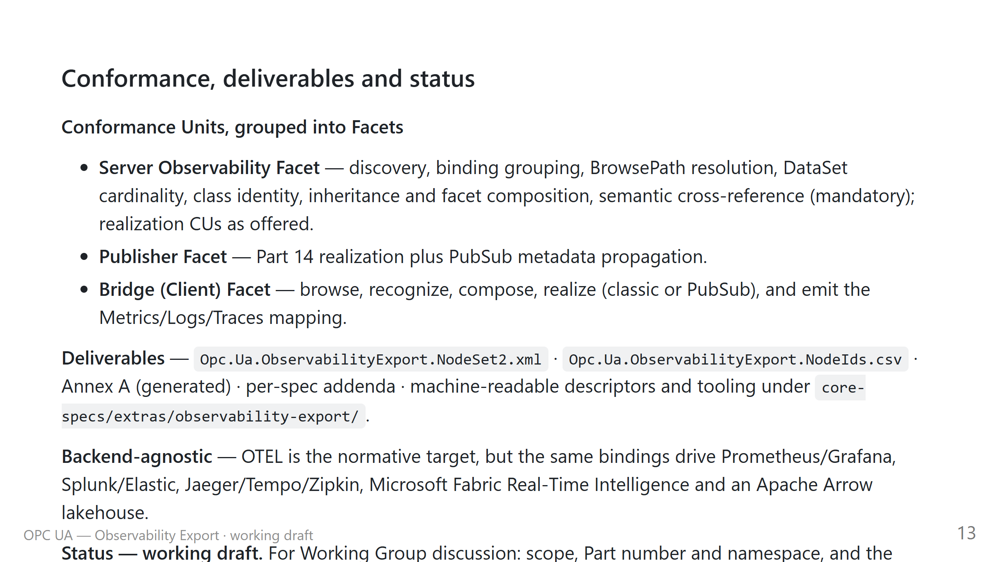 Conformance, deliverables and status
Conformance Units, grouped into Facets
• Server Observability Facet — discovery, binding grouping, BrowsePath resolution, DataSet
cardinality, class identity, inheritance and facet composition, semantic cross-reference (mandatory);
realization CUs as offered.
• Publisher Facet — Part 14 realization plus PubSub metadata propagation.
• Bridge (Client) Facet — browse, recognize, compose, realize (classic or PubSub), and emit the
Metrics/Logs/Traces mapping.
Deliverables — Opc.Ua.ObservabilityExport.NodeSet2.xml · Opc.Ua.ObservabilityExport.NodeIds.csv ·
Annex A (generated) · per-spec addenda · machine-readable descriptors and tooling under core-
specs/extras/observability-export/ .
Backend-agnostic — OTEL is the normative target, but the same bindings drive Prometheus/Grafana,
Splunk/Elastic, Jaeger/Tempo/Zipkin, Microsoft Fabric Real-Time Intelligence and an Apache Arrow
lakehouse.
OPC UA — Observability Export · working draft
13
Status — working draft. For Working Group discussion: scope, Part number and namespace, and the